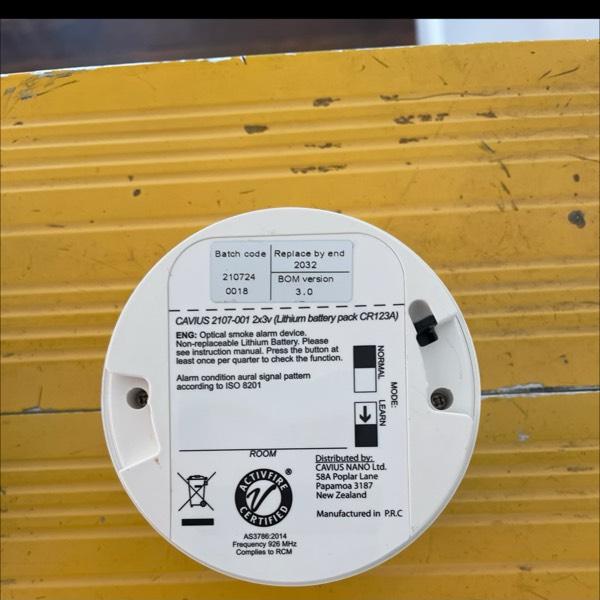 Batch code
210724
0018
Replace by end
2032
BOM version
3.0
CAVIUS 2107-001 2x3v (Lithium battery pack CR123A)
ENG: Optical smoke alarm device.
Non-replaceable Lithium Battery. Please
see instruction manual. Press the button at
least once per quarter to check the function.
Alarm condition aural signal pattern
according to ISO 8201
NORMAL
MODE:
LEARN
ROOM
ACTIVFIRE
CERTIFIED
®
Distributed by:
CAVIUS NANO Ltd.
58A Poplar Lane
Papamoa 3187
New Zealand
Manufactured in P.R.C
AS3786:2014
Frequency 926 MHz
Complies to RCM